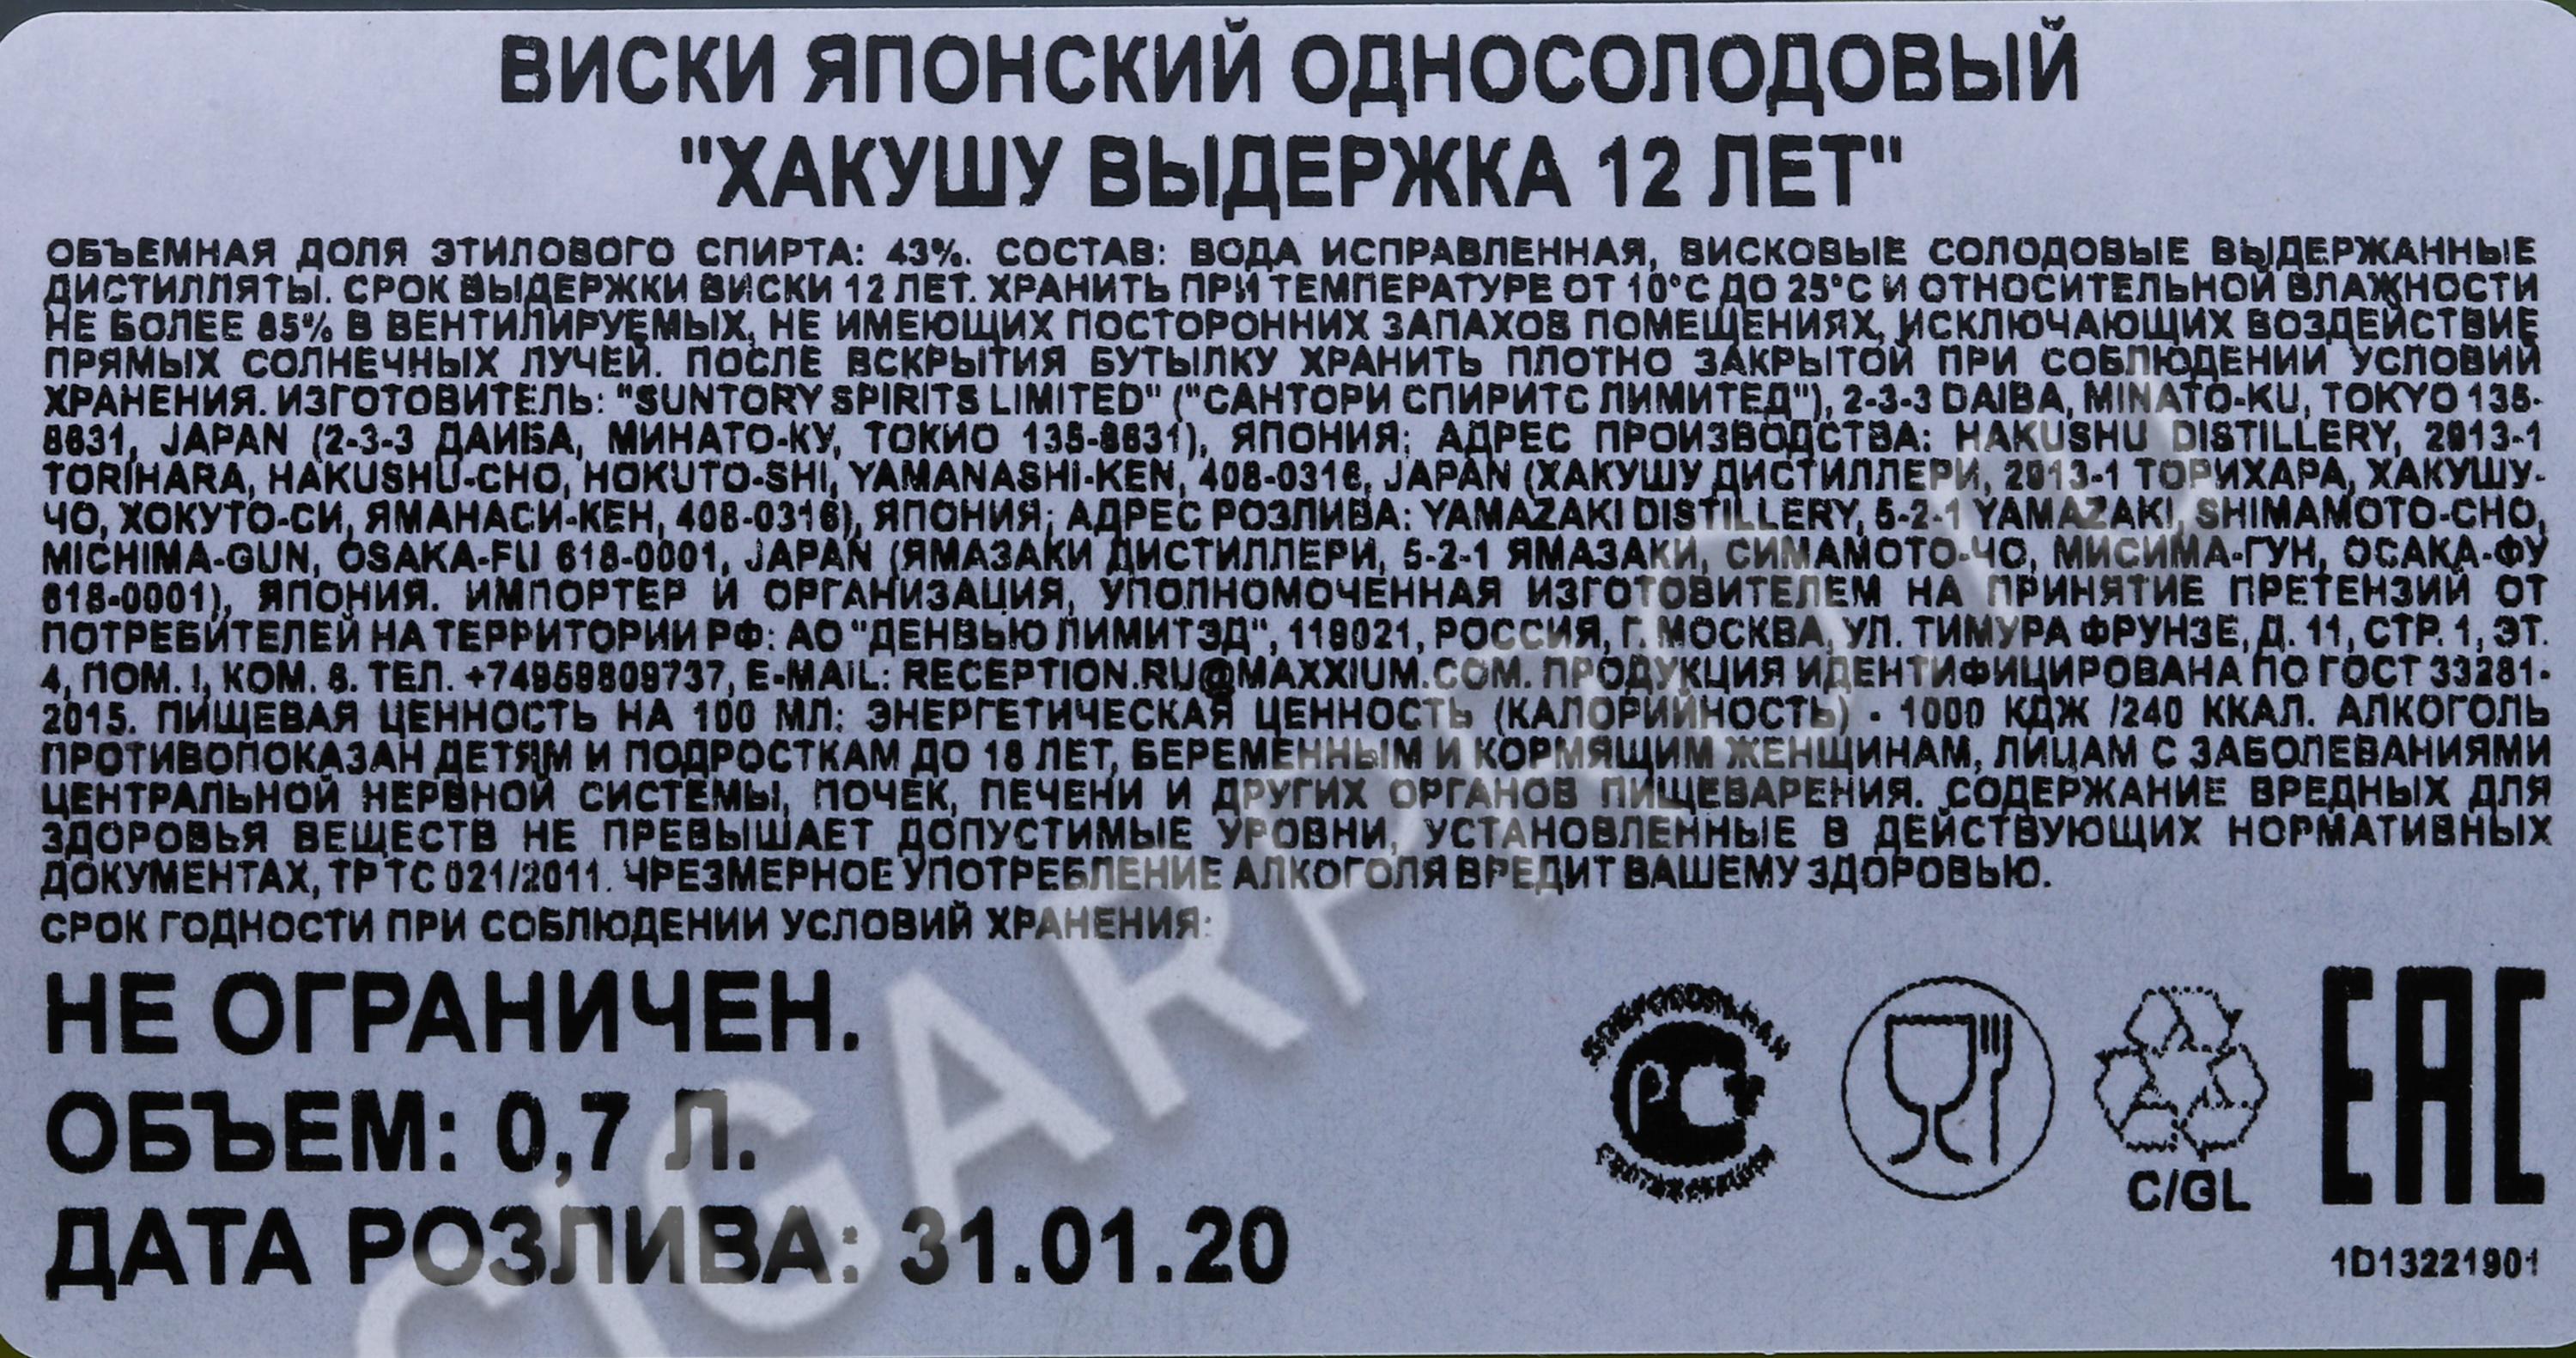 ВИСКИ ЯПОНСКИЙ ОДНОСОЛОДОВЫЙ
"ХАКУШУ ВЫДЕРЖКА 12 ЛЕТ"
ОБЪЕМНАЯ ДОЛЯ ЭТИЛОВОГО СПИРТА: 43%. СОСТАВ: ВОДА ИСПРАВЛЕННАЯ, ВИСКОВЫЕ СОЛОДОВЫЕ ВЫДЕРЖАННЫЕ
ДИСТИЛЛЯТЫ. СРОК ВЫДЕРЖКИ ВИСКИ 12 ЛЕТ. ХРАНИТЬ ПРИ ТЕМПЕРАТУРЕ ОТ 10°С ДО 25°С И ОТНОСИТЕЛЬНОЙ ВЛАЖНОСТИ
НЕ БОЛЕЕ 85% В ВЕНТИЛИРУЕМЫХ, НЕ ИМЕЮЩИХ ПОСТОРОННИХ ЗАПАХОВ ПОМЕЩЕНИЯХ, ИСКЛЮЧАЮЩИХ ВОЗДЕЙСТВИЕ
ПРЯМЫХ СОЛНЕЧНЫХ ЛУЧЕЙ. ПОСЛЕ ВСКРЫТИЯ БУТЫЛКУ ХРАНИТЬ ПЛОТНО ЗАКРЫТОЙ ПРИ СОБЛЮДЕНИИ УСЛОВИЙ
ХРАНЕНИЯ. ИЗГОТОВИТЕЛЬ: "SUNTORY SPIRITS LIMITED" ("САНТОРИ СПИРИТС ЛИМИТЕД"), 2-3-3 DAIBA, MINATO-KU, TOKYO 135-
8631, JAPAN (2-3-3 ДАИБА, МИНАТО-КУ, ТОКИО 135-8631), ЯПОНИЯ; АДРЕС ПРОИЗВОДСТВА: HAKUSHU DISTILLERY, 2913-1
TORIHARA, HAKUSHU-CHO, HOKUTO-SHI, YAMANASHI-KEN, 408-0316, JAPAN (ХАКУШУ ДИСТИЛЛЕРИ, 2913-1 ТОРИХАРА, ХАКУШУ-
ЧО, ХОКУТО-СИ, ЯМАНАСИ-КЕН, 408-0316), ЯПОНИЯ; АДРЕС РОЗЛИВА: YAMAZAKI DISTILLERY, 5-2-1 YAMAZAKI, SHIMAMOTO-CHO,
MICHIMA-GUN, OSAKA-FU 618-0001, JAPAN (ЯМАЗАКИ ДИСТИЛЛЕРИ, 5-2-1 ЯМАЗАКИ, СИМАМОТО-ЧО, МИСИМА-ГУН, ОСАКА-ФУ
618-0001), ЯПОНИЯ. ИМПОРТЕР И ОРГАНИЗАЦИЯ, УПОЛНОМОЧЕННАЯ ИЗГОТОВИТЕЛЕМ НА ПРИНЯТИЕ ПРЕТЕНЗИЙ ОТ
ПОТРЕБИТЕЛЕЙ НА ТЕРРИТОРИИ РФ: АО "ДЕНВЬЮ ЛИМИТЭД", 119021, РОССИЯ, Г. МОСКВА, УЛ. ТИМУРА ФРУНЗЕ, Д. 11, СТР. 1, ЭТ.
4, ПОМ. I, КОМ. 6. ТЕЛ. +74959809737, E-MAIL: RECEPTION.RU@MAXXIUM.COM. ПРОДУКЦИЯ ИДЕНТИФИЦИРОВАНА ПО ГОСТ 33281-
2015. ПИЩЕВАЯ ЦЕННОСТЬ НА 100 МЛ: ЭНЕРГЕТИЧЕСКАЯ ЦЕННОСТЬ (КАЛОРИЙНОСТЬ) - 1000 КДЖ /240 ККАЛ. АЛКОГОЛЬ
ПРОТИВОПОКАЗАН ДЕТЯМ И ПОДРОСТКАМ ДО 18 ЛЕТ, БЕРЕМЕННЫМ И КОРМЯЩИМ ЖЕНЩИНАМ, ЛИЦАМ С ЗАБОЛЕВАНИЯМИ
ЦЕНТРАЛЬНОЙ НЕРВНОЙ СИСТЕМЫ, ПОЧЕК, ПЕЧЕНИ И ДРУГИХ ОРГАНОВ ПИЩЕВАРЕНИЯ. СОДЕРЖАНИЕ ВРЕДНЫХ ДЛЯ
ЗДОРОВЬЯ ВЕЩЕСТВ НЕ ПРЕВЫШАЕТ ДОПУСТИМЫЕ УРОВНИ, УСТАНОВЛЕННЫЕ В ДЕЙСТВУЮЩИХ НОРМАТИВНЫХ
ДОКУМЕНТАХ, ТР ТС 021/2011. ЧРЕЗМЕРНОЕ УПОТРЕБЛЕНИЕ АЛКОГОЛЯ ВРЕДИТ ВАШЕМУ ЗДОРОВЬЮ.
СРОК ГОДНОСТИ ПРИ СОБЛЮДЕНИИ УСЛОВИЙ ХРАНЕНИЯ:
НЕ ОГРАНИЧЕН.
ОБЪЕМ: 0,7 Л.
ДАТА РОЗЛИВА: 31.01.20
C/GL
EAC
1D13221901